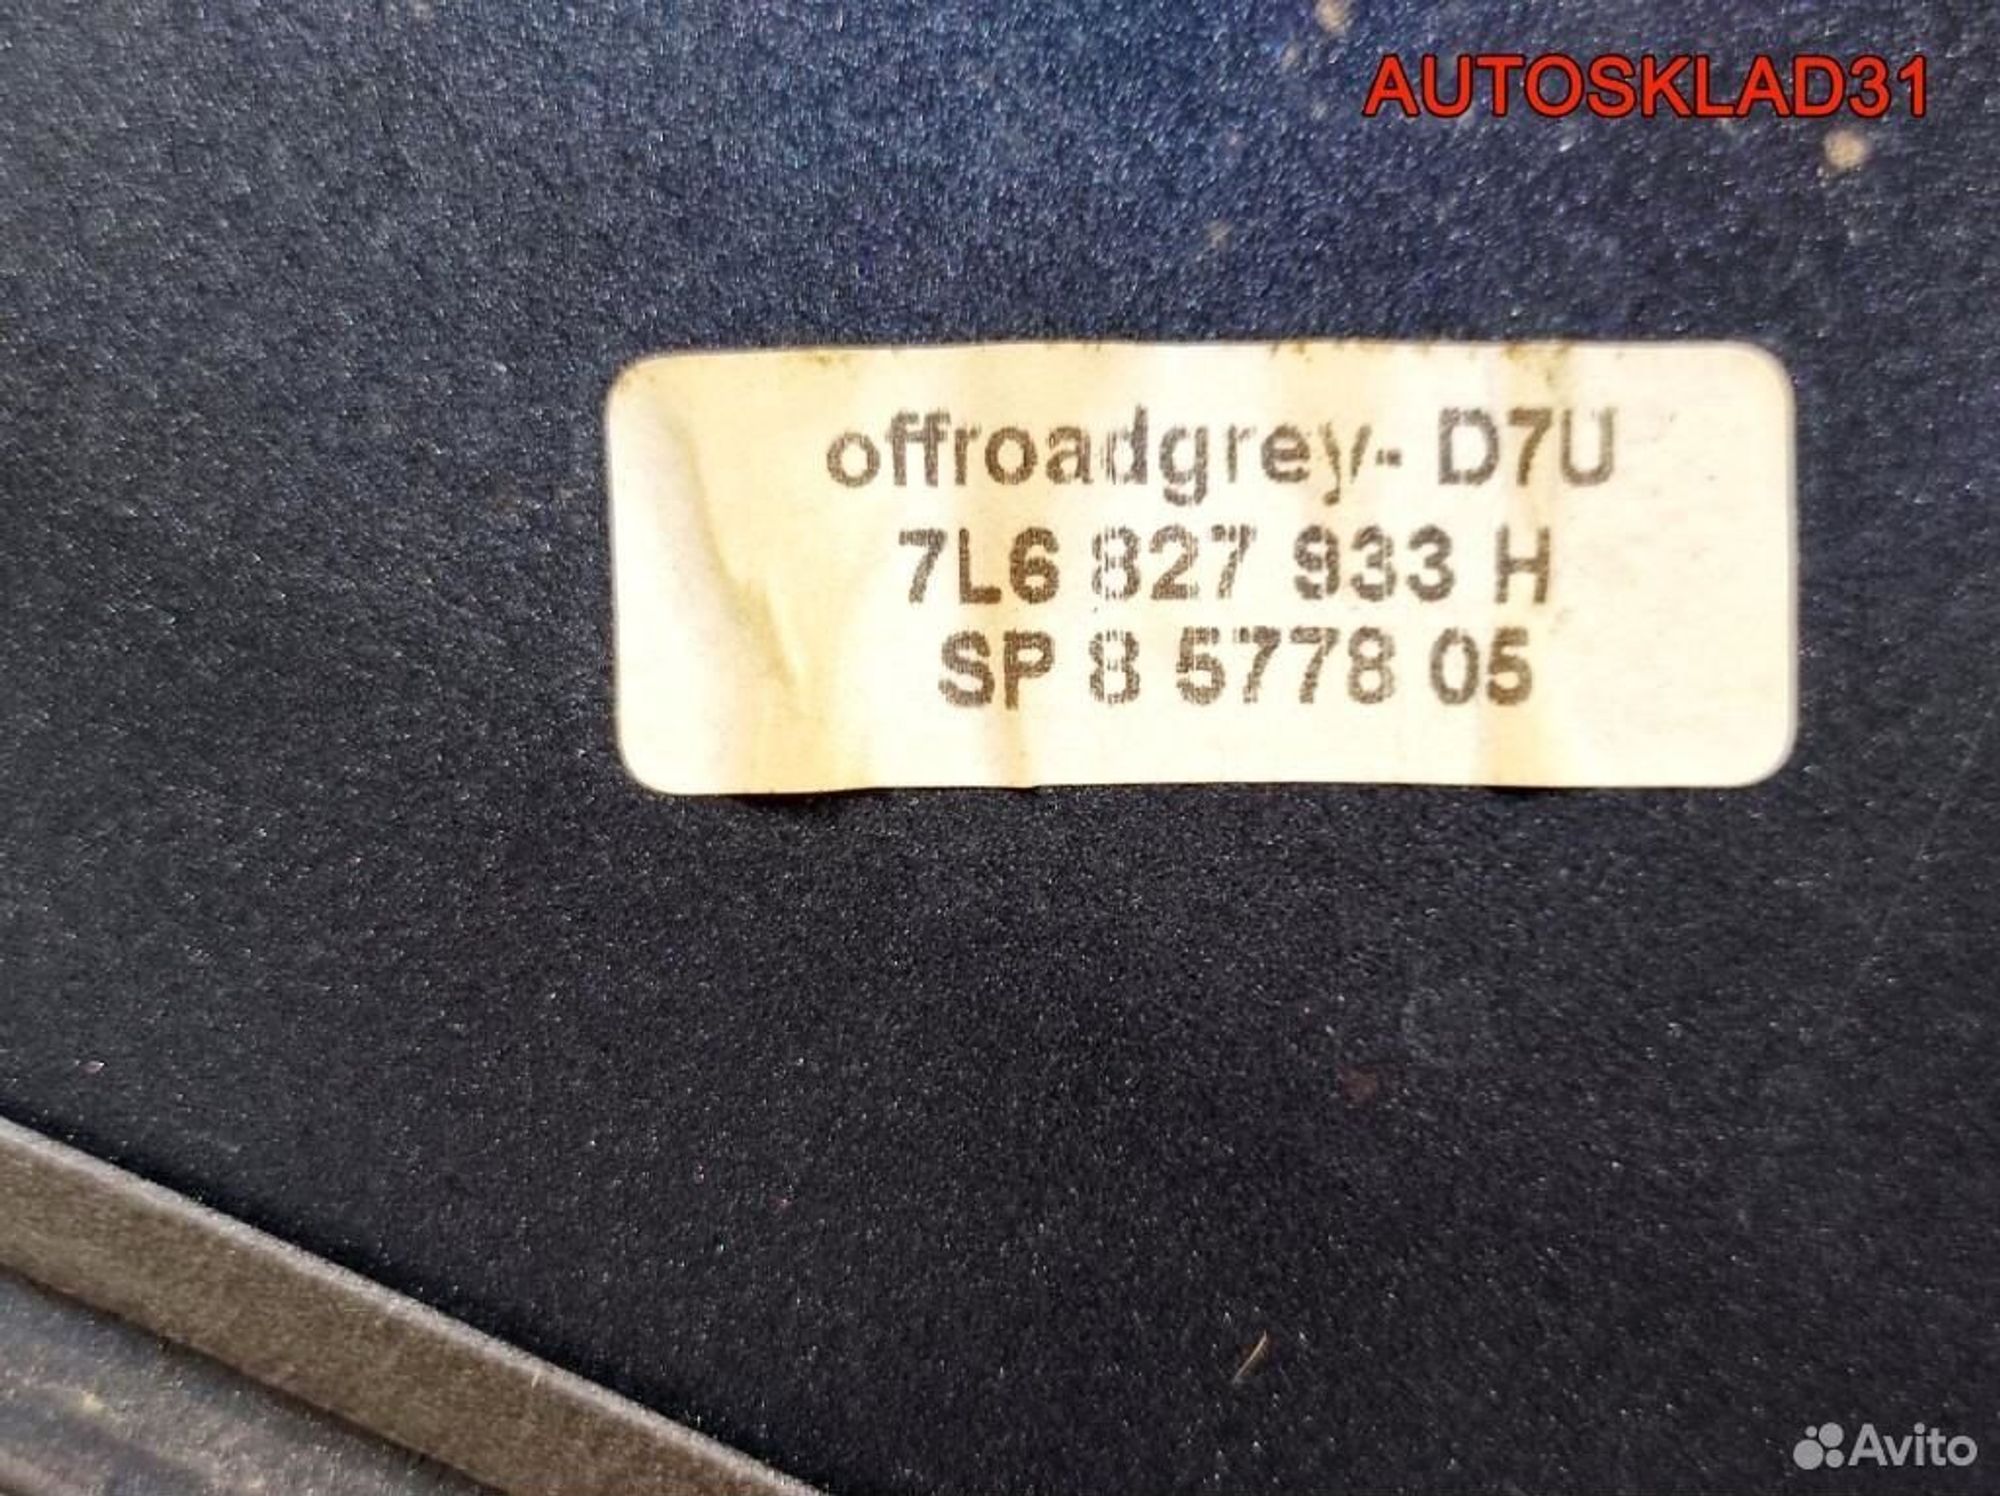 AUTOSKLAD31
offroadgrey- D7U
7L6 827 933 H
SP 8 5778 05
Avito